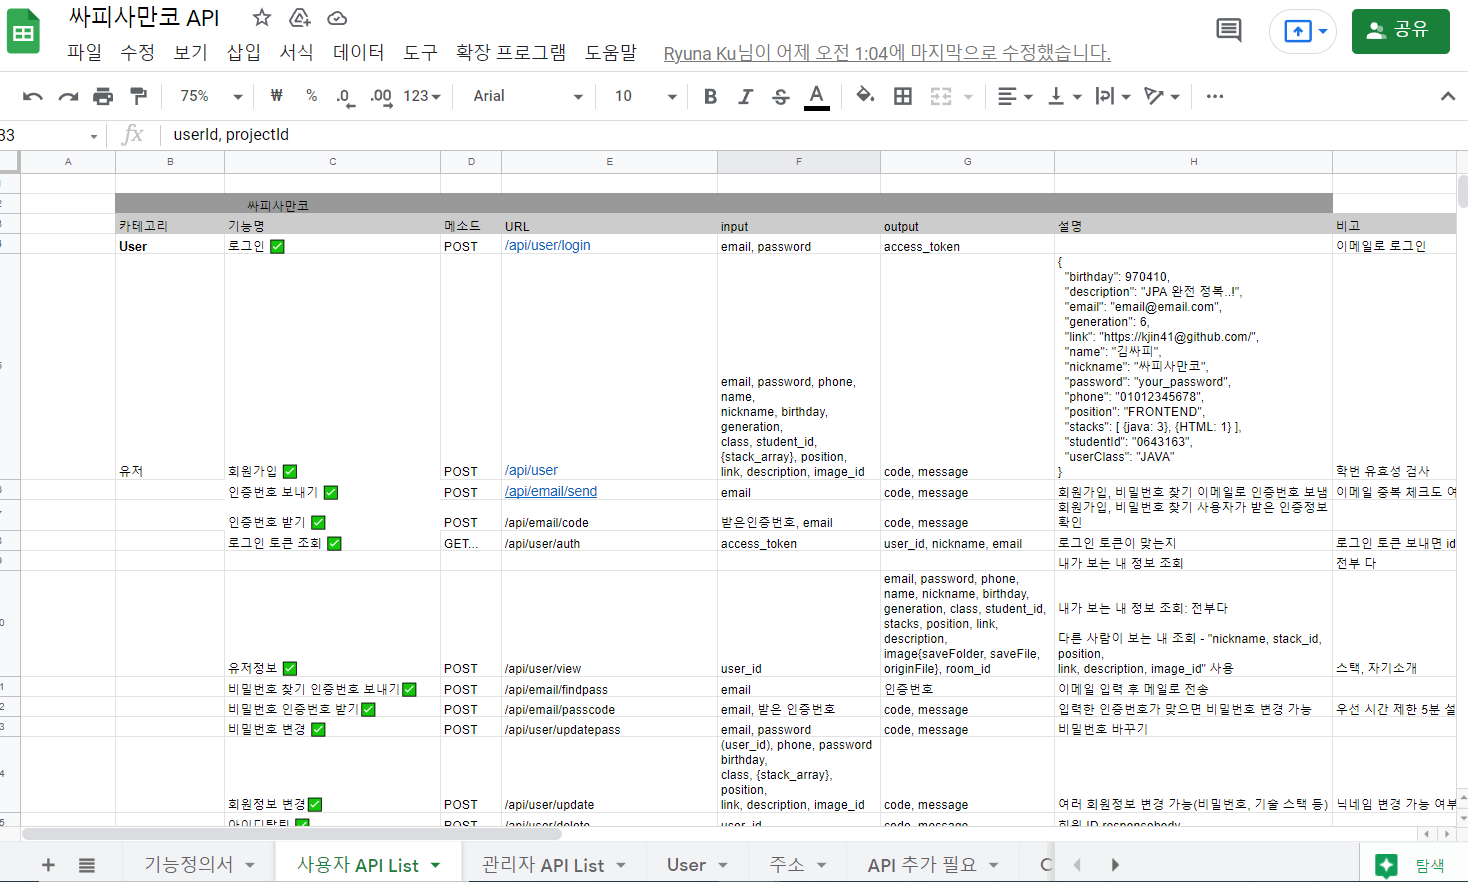 싸피사만코 API
파일 수정 보기 삽입 서식 데이터 도구 확장 프로그램 도움말 Ryuna Ku님이 어제 오전 1:04에 마지막으로 수정했습니다.
공유
75% ₩ % .0 .00 123 Arial 10 B I S A
33 fx userId, projectId
A B C D E F G H
싸피사만코
카테고리 기능명 메소드 URL input output 설명 비고
User 로그인 ✅ POST /api/user/login email, password access_token 이메일로 로그인
{
"birthday": 970410,
"description": "JPA 완전 정복..!",
"email": "email@email.com",
"generation": 6,
"link": "https://kjin41@github.com/",
"name": "김싸피",
"nickname": "싸피사만코",
"password": "your_password",
"phone": "01012345678",
"position": "FRONTEND",
"stacks": [ {java: 3}, {HTML: 1} ],
"studentId": "0643163",
"userClass": "JAVA"
}
email, password, phone,
name,
nickname, birthday,
generation,
class, student_id,
{stack_array}, position,
link, description, image_id
유저 회원가입 ✅ POST /api/user code, message 학번 유효성 검사
인증번호 보내기 ✅ POST /api/email/send email code, message 회원가입, 비밀번호 찾기 이메일로 인증번호 보냄 이메일 중복 체크도 여
인증번호 받기 ✅ POST /api/email/code 받은인증번호, email code, message 회원가입, 비밀번호 찾기 사용자가 받은 인증정보
확인
로그인 토큰 조회 ✅ GET... /api/user/auth access_token user_id, nickname, email 로그인 토큰이 맞는지 로그인 토큰 보내면 id
내가 보는 내 정보 조회 전부 다
email, password, phone,
name, nickname, birthday,
generation, class, student_id,
stacks, position, link,
description,
image{saveFolder, saveFile,
originFile}, room_id
내가 보는 내 정보 조회: 전부다
다른 사람이 보는 내 조회 - "nickname, stack_id,
position,
link, description, image_id" 사용
유저정보 ✅ POST /api/user/view user_id 스택, 자기소개
비밀번호 찾기 인증번호 보내기✅ POST /api/email/findpass email 인증번호 이메일 입력 후 메일로 전송
비밀번호 인증번호 받기✅ POST /api/email/passcode email, 받은 인증번호 code, message 입력한 인증번호가 맞으면 비밀번호 변경 가능 우선 시간 제한 5분 설
비밀번호 변경 ✅ POST /api/user/updatepass email, password code, message 비밀번호 바꾸기
(user_id), phone, password
birthday,
class, {stack_array},
position,
link, description, image_id
회원정보 변경✅ POST /api/user/update code, message 여러 회원정보 변경 가능(비밀번호, 기술 스택 등) 닉네임 변경 가능 여부
아이디탈퇴 ✅ POST /api/user/delete user_id code, message 회원 ID responsebody
기능정의서 사용자 API List 관리자 API List User 주소 API 추가 필요 탐색